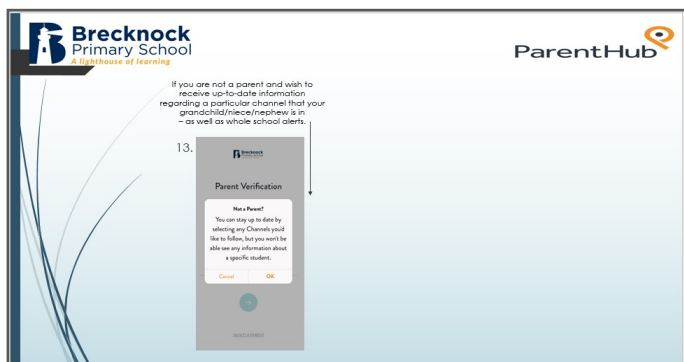 Brecknock
Primary School
A lighthouse of learning
ParentHub
If you are not a parent and wish to
receive up-to-date information
regarding a particular channel that your
grandchild/niece/nephew is in
– as well as whole school alerts.
13.
Brecknock
Parent Verification
Not a Parent?
You can stay up to date by
selecting any Channels you'd
like to follow, but you won't be
able see any information about
a specific student.
Cancel OK